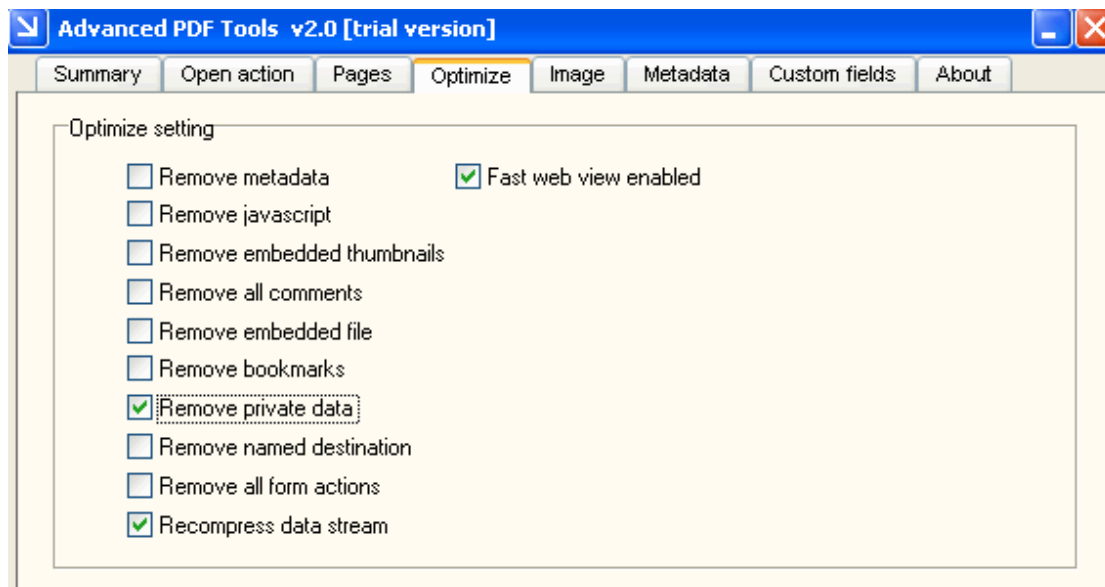 Advanced PDF Tools v2.0 [trial version]
Summary Open action Pages Optimize Image Metadata Custom fields About
Optimize setting
Remove metadata Fast web view enabled
Remove javascript
Remove embedded thumbnails
Remove all comments
Remove embedded file
Remove bookmarks
Remove private data
Remove named destination
Remove all form actions
Recompress data stream